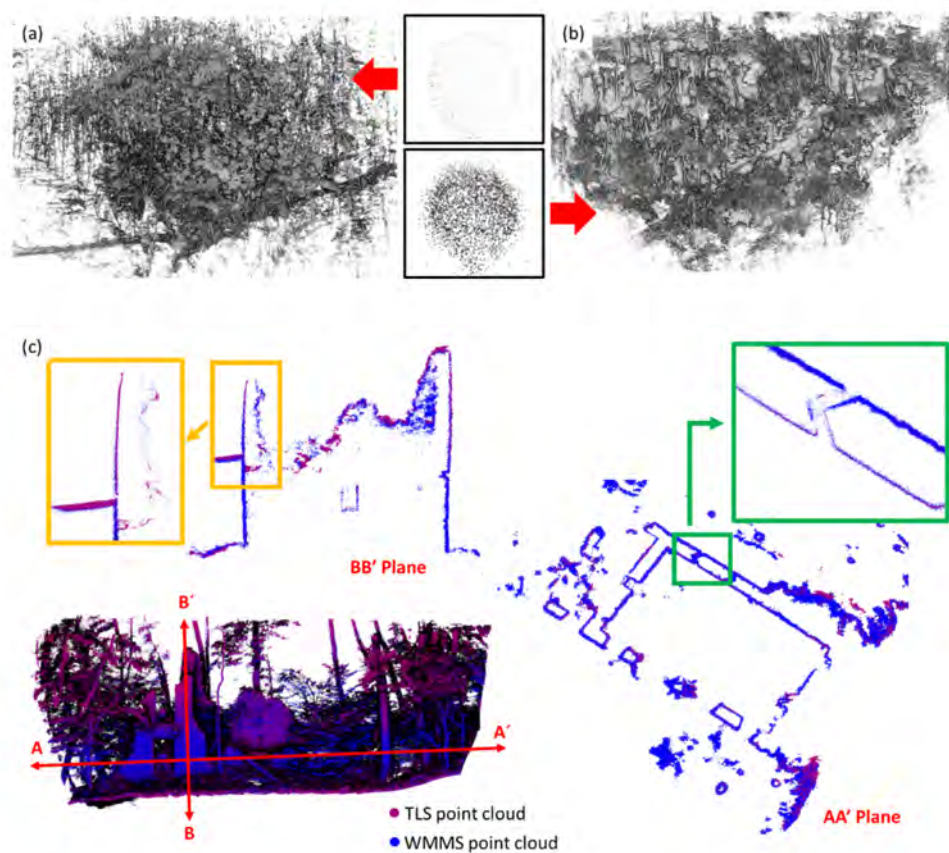 (a)
(b)
(c)
BB' Plane
B´
A
A´
B
TLS point cloud
WMMS point cloud
AA' Plane